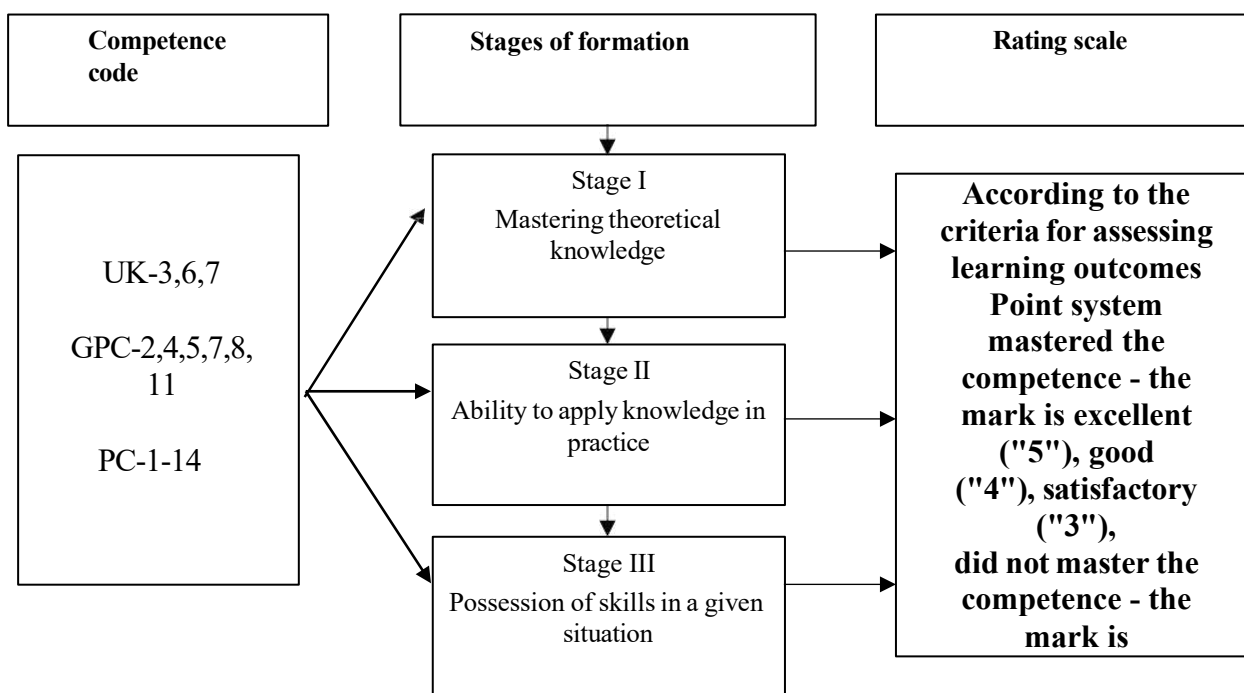 Competence
code
Stages of formation
Rating scale
UK-3,6,7
GPC-2,4,5,7,8,
11
PC-1-14
Stage I
Mastering theoretical
knowledge
Stage II
Ability to apply knowledge in
practice
Stage III
Possession of skills in a given
situation
According to the
criteria for assessing
learning outcomes
Point system
mastered the
competence - the
mark is excellent
("5"), good
("4"), satisfactory
("3"),
did not master the
competence - the
mark is